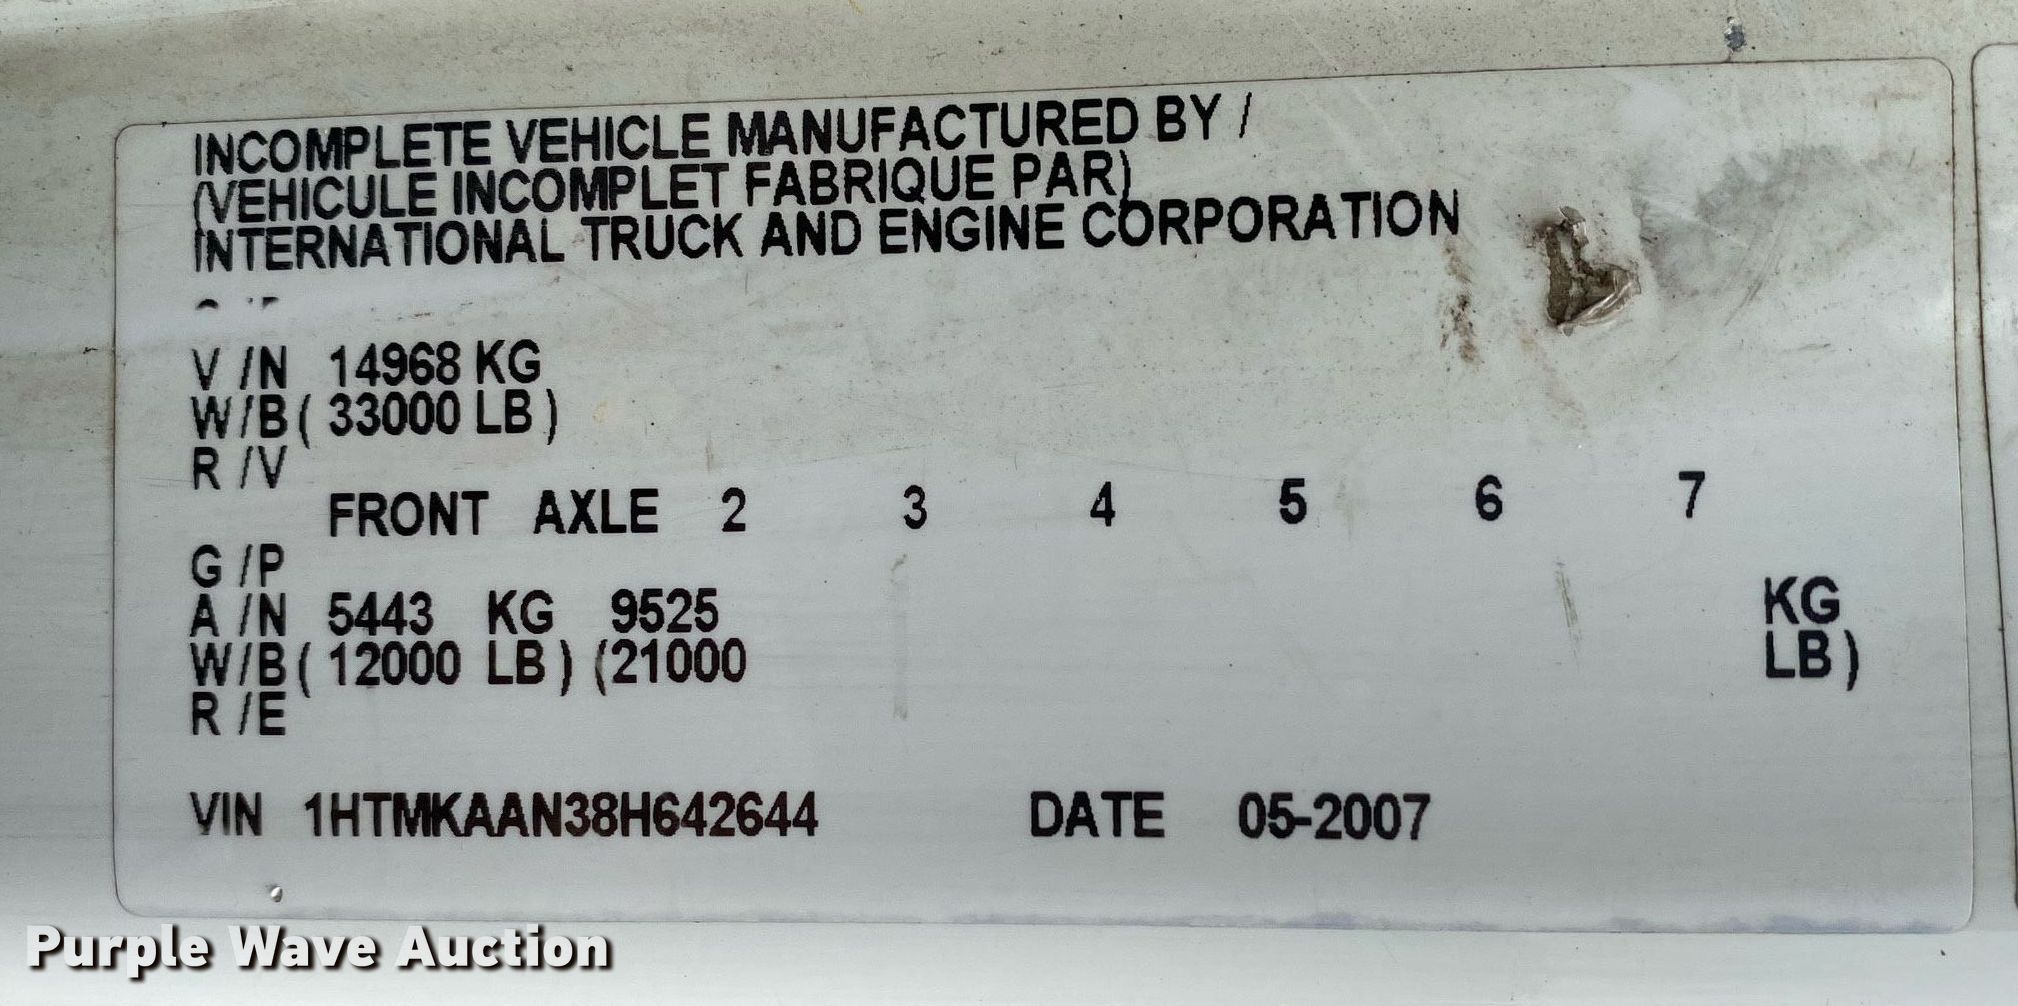 INCOMPLETE VEHICLE MANUFACTURED BY /
(VEHICULE INCOMPLET FABRIQUE PAR)
INTERNATIONAL TRUCK AND ENGINE CORPORATION
V /N 14968 KG
W/B ( 33000 LB )
R /V
FRONT AXLE 2 3 4 5 6 7
G /P
A /N 5443 KG 9525 KG
W/B ( 12000 LB ) (21000 LB )
R /E
VIN 1HTMKAAN38H642644 DATE 05-2007
Purple Wave Auction